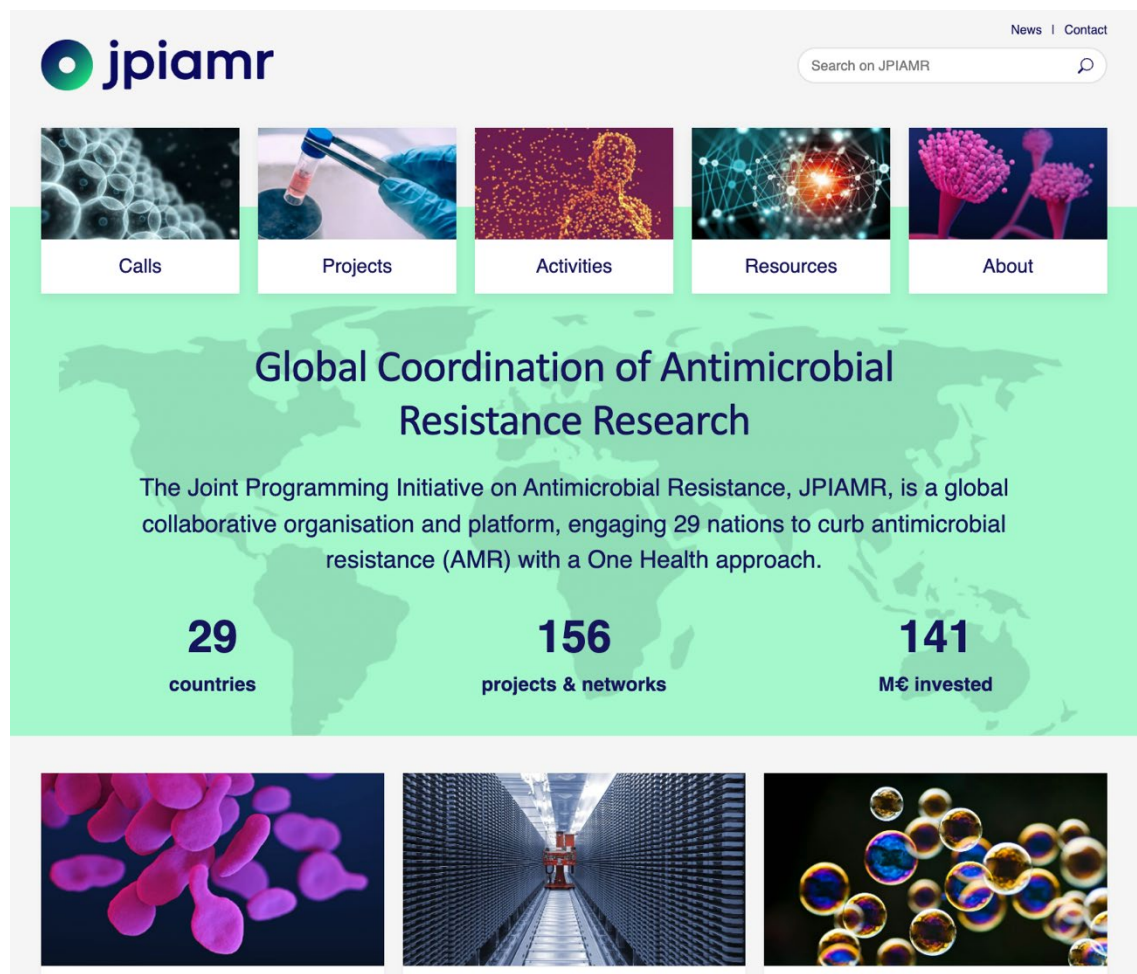 News | Contact
jpiamr
Search on JPIAMR
Calls
Projects
Activities
Resources
About
Global Coordination of Antimicrobial
Resistance Research
The Joint Programming Initiative on Antimicrobial Resistance, JPIAMR, is a global
collaborative organisation and platform, engaging 29 nations to curb antimicrobial
resistance (AMR) with a One Health approach.
29
countries
156
projects & networks
141
M€ invested